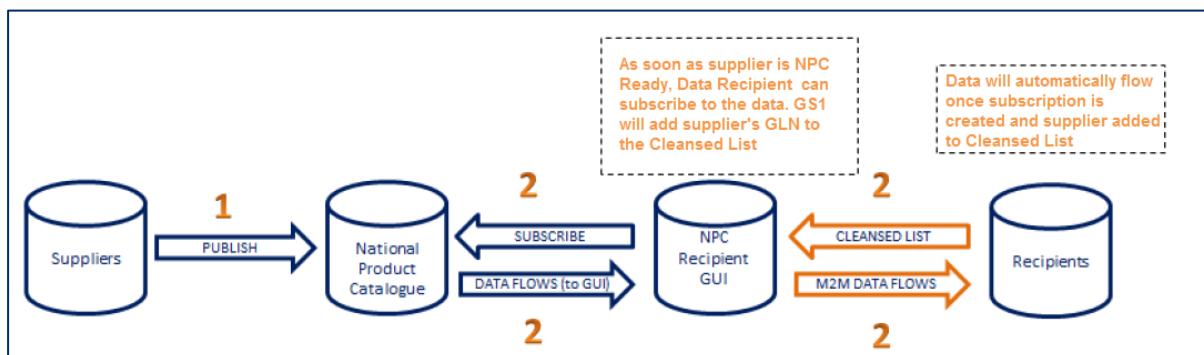 As soon as supplier is NPC
Ready, Data Recipient can
subscribe to the data. GS1
will add supplier's GLN to
the Cleansed List
Data will automatically flow
once subscription is
created and supplier added
to Cleansed List
1
2
2
Suppliers
PUBLISH
National
Product
Catalogue
SUBSCRIBE
DATA FLOWS (to GUI)
NPC
Recipient
GUI
CLEANSED LIST
M2M DATA FLOWS
Recipients
2
2